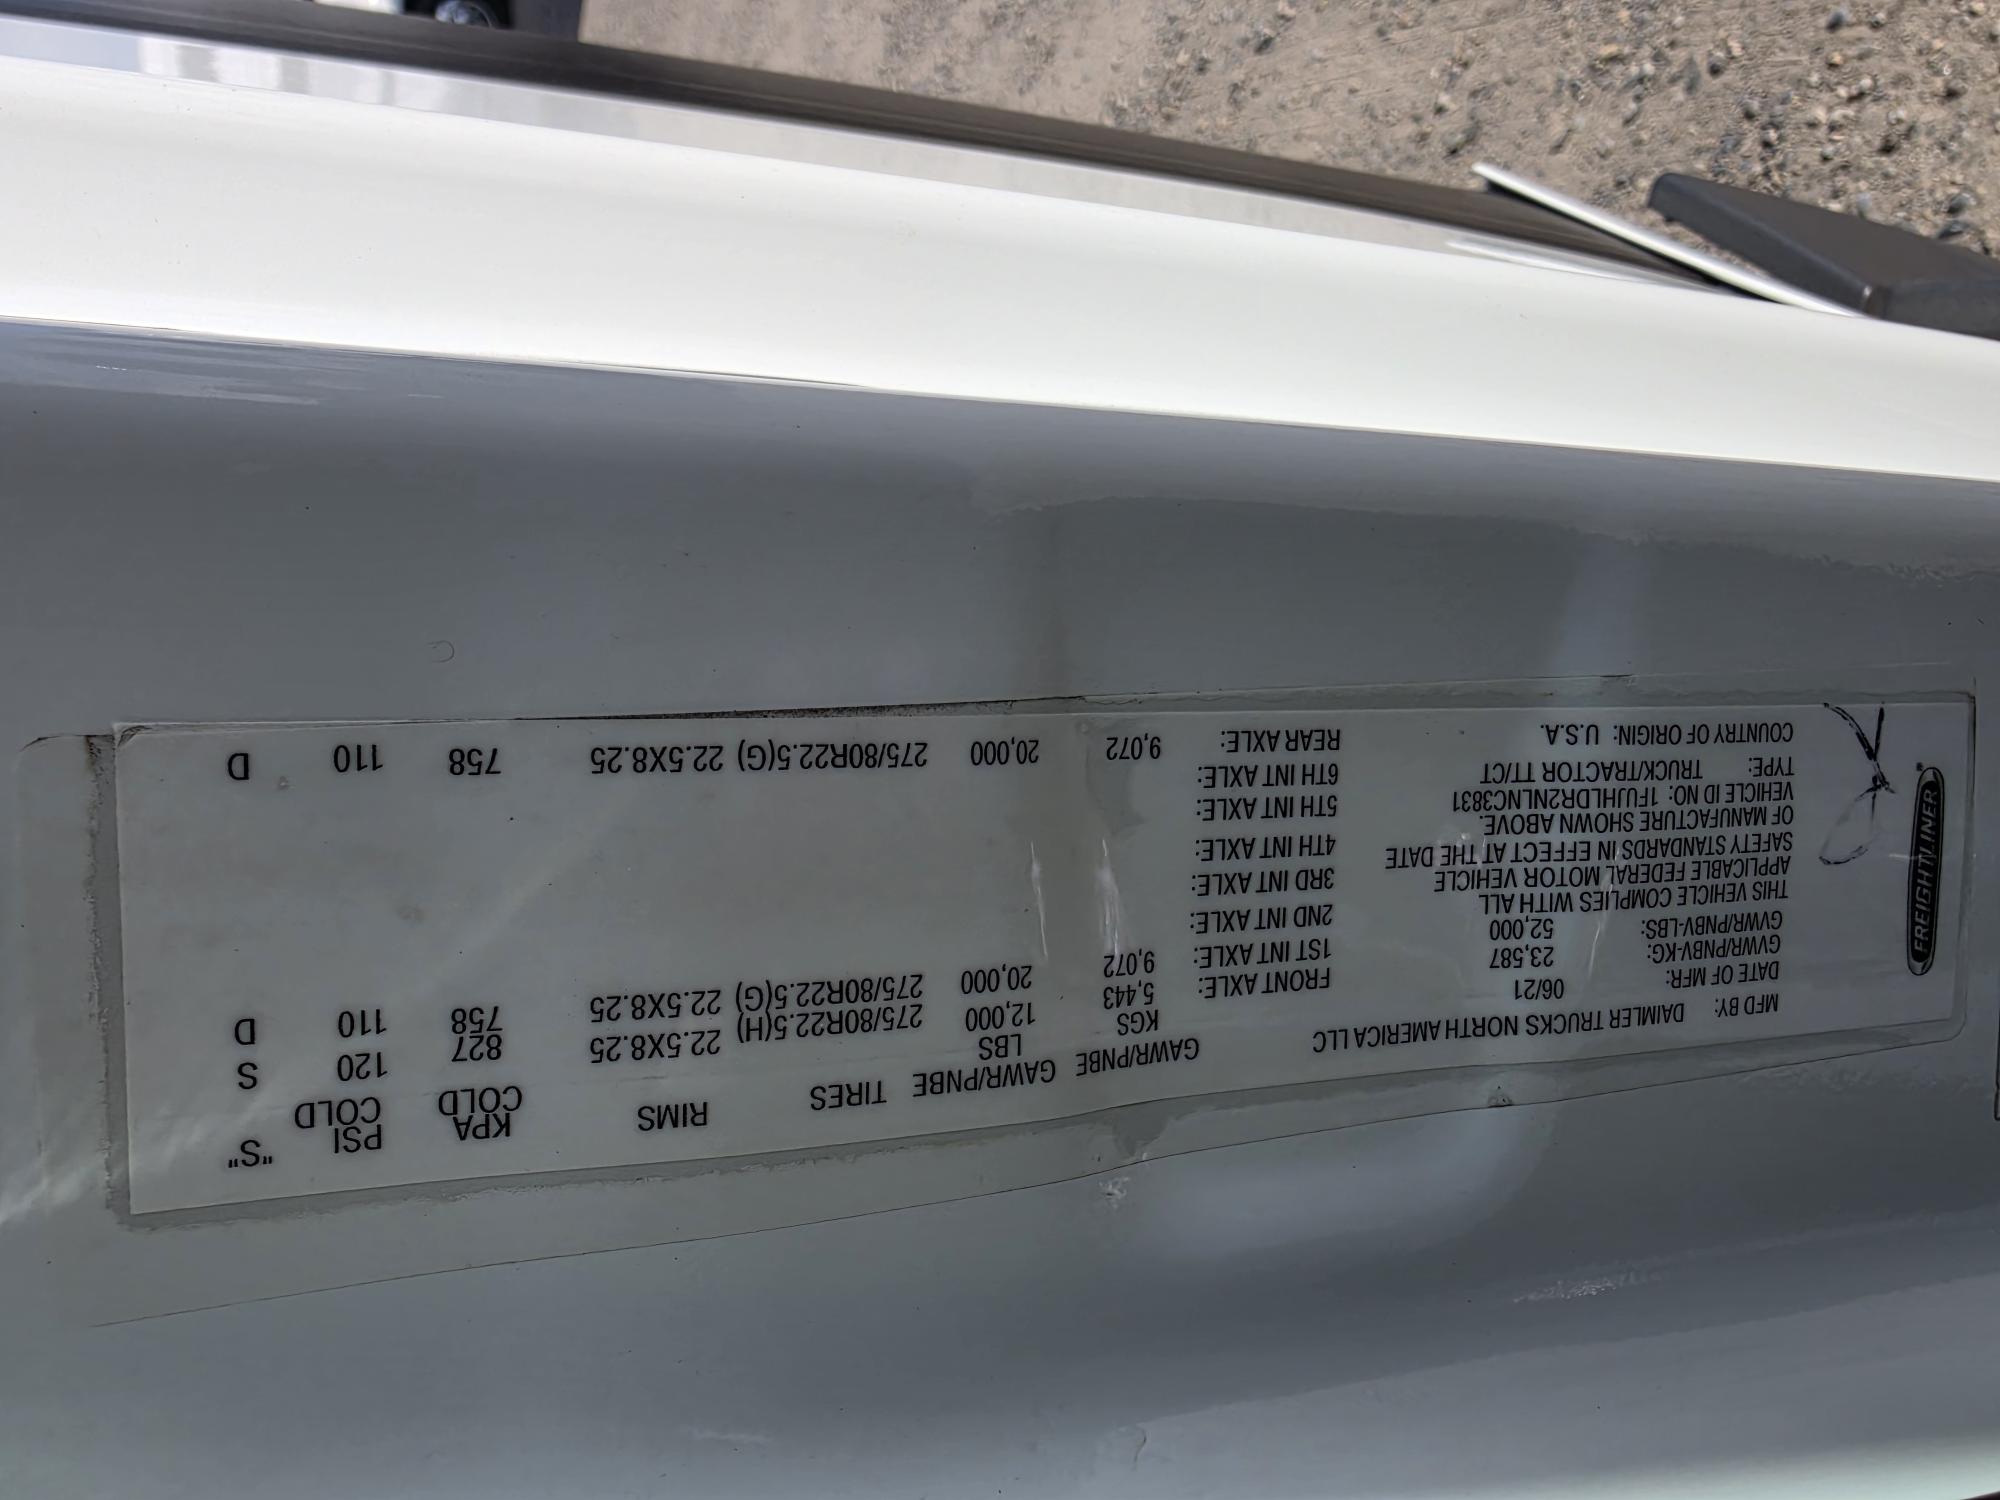 FREIGHTLINER
MFD BY: DAIMLER TRUCKS NORTH AMERICA LLC
DATE OF MFR: 06/21
GVWR/PNBV-KG: 23,587
GVWR/PNBV-LBS: 52,000
THIS VEHICLE COMPLIES WITH ALL
APPLICABLE FEDERAL MOTOR VEHICLE
SAFETY STANDARDS IN EFFECT AT THE DATE
OF MANUFACTURE SHOWN ABOVE.
VEHICLE ID NO: 1FUJHLDR2NLNC3831
TYPE: TRUCK/TRACTOR TT/CT
COUNTRY OF ORIGIN: U.S.A.
GAWR/PNBE GAWR/PNBE TIRES RIMS KPA PSI "S"
KGS LBS COLD COLD
FRONT AXLE: 5,443 12,000 275/80R22.5(H) 22.5X8.25 827 120 S
1ST INT AXLE: 9,072 20,000 275/80R22.5(G) 22.5X8.25 758 110 D
2ND INT AXLE:
3RD INT AXLE:
4TH INT AXLE:
5TH INT AXLE:
6TH INT AXLE:
REAR AXLE: 9,072 20,000 275/80R22.5(G) 22.5X8.25 758 110 D